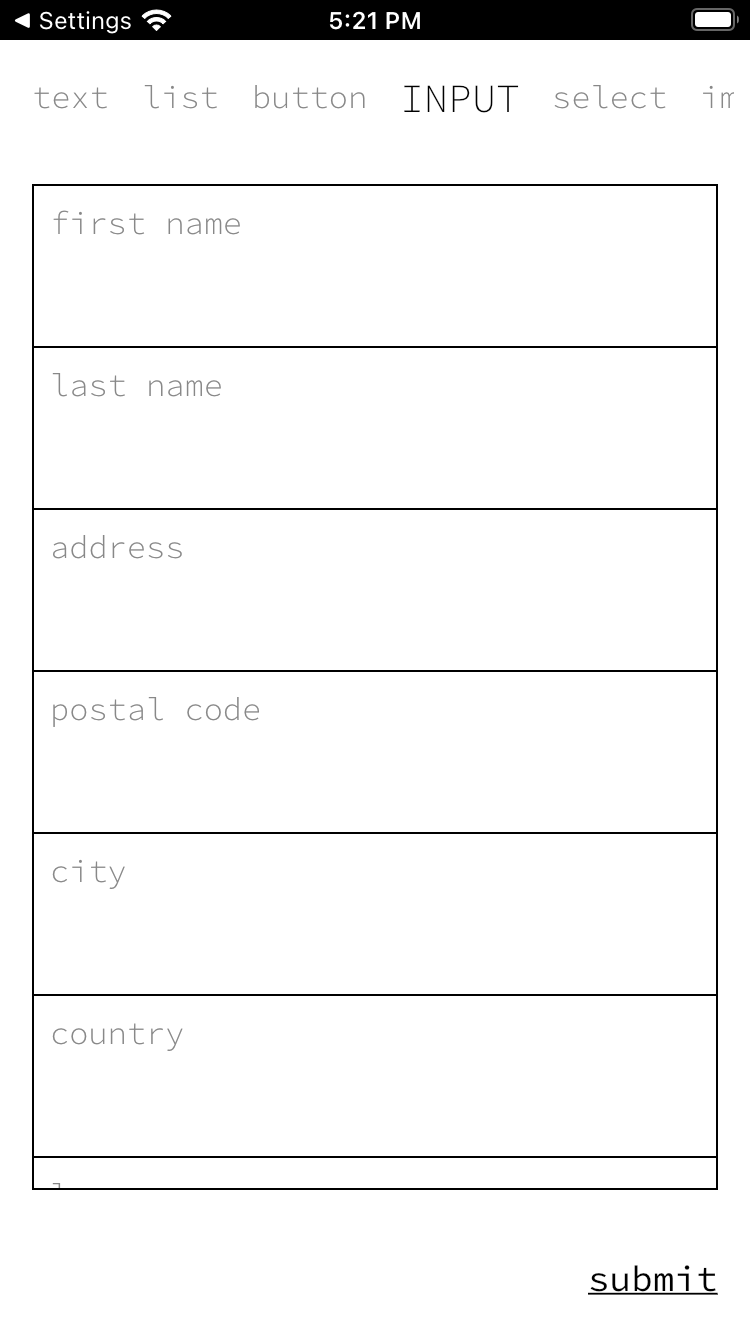 Settings 5:21 PM
text list button INPUT select im
first name
last name
address
postal code
city
country
submit